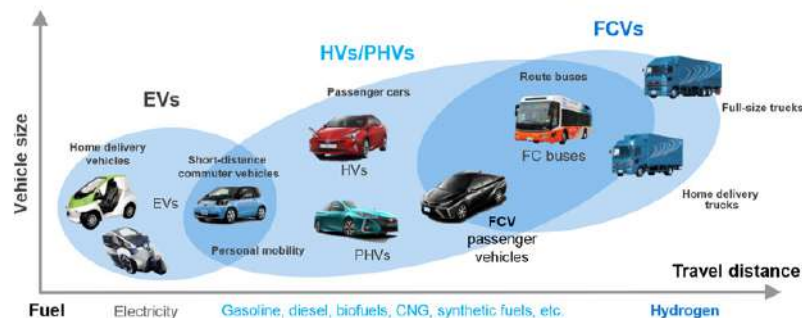 FCVs
HVs/PHVs
EVs
Vehicle size
Route buses
Passenger cars
Full-size trucks
Home delivery
vehicles
Short-distance
commuter vehicles
EVs
HVs
FC buses
Home delivery
trucks
FCV
passenger
vehicles
Personal mobility
PHVs
Travel distance
Fuel
Electricity
Gasoline, diesel, biofuels, CNG, synthetic fuels, etc.
Hydrogen